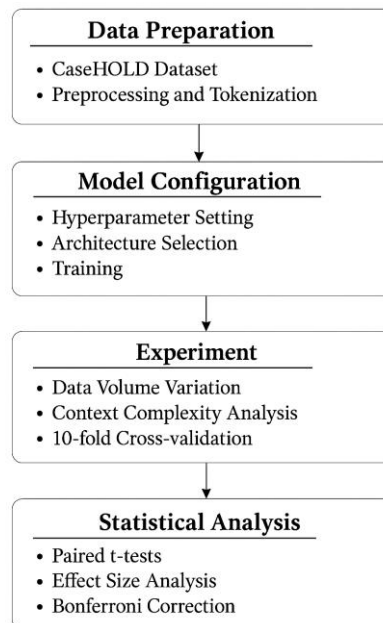 Data Preparation
• CaseHOLD Dataset
• Preprocessing and Tokenization
Model Configuration
• Hyperparameter Setting
• Architecture Selection
• Training
Experiment
• Data Volume Variation
• Context Complexity Analysis
• 10-fold Cross-validation
Statistical Analysis
• Paired t-tests
• Effect Size Analysis
• Bonferroni Correction